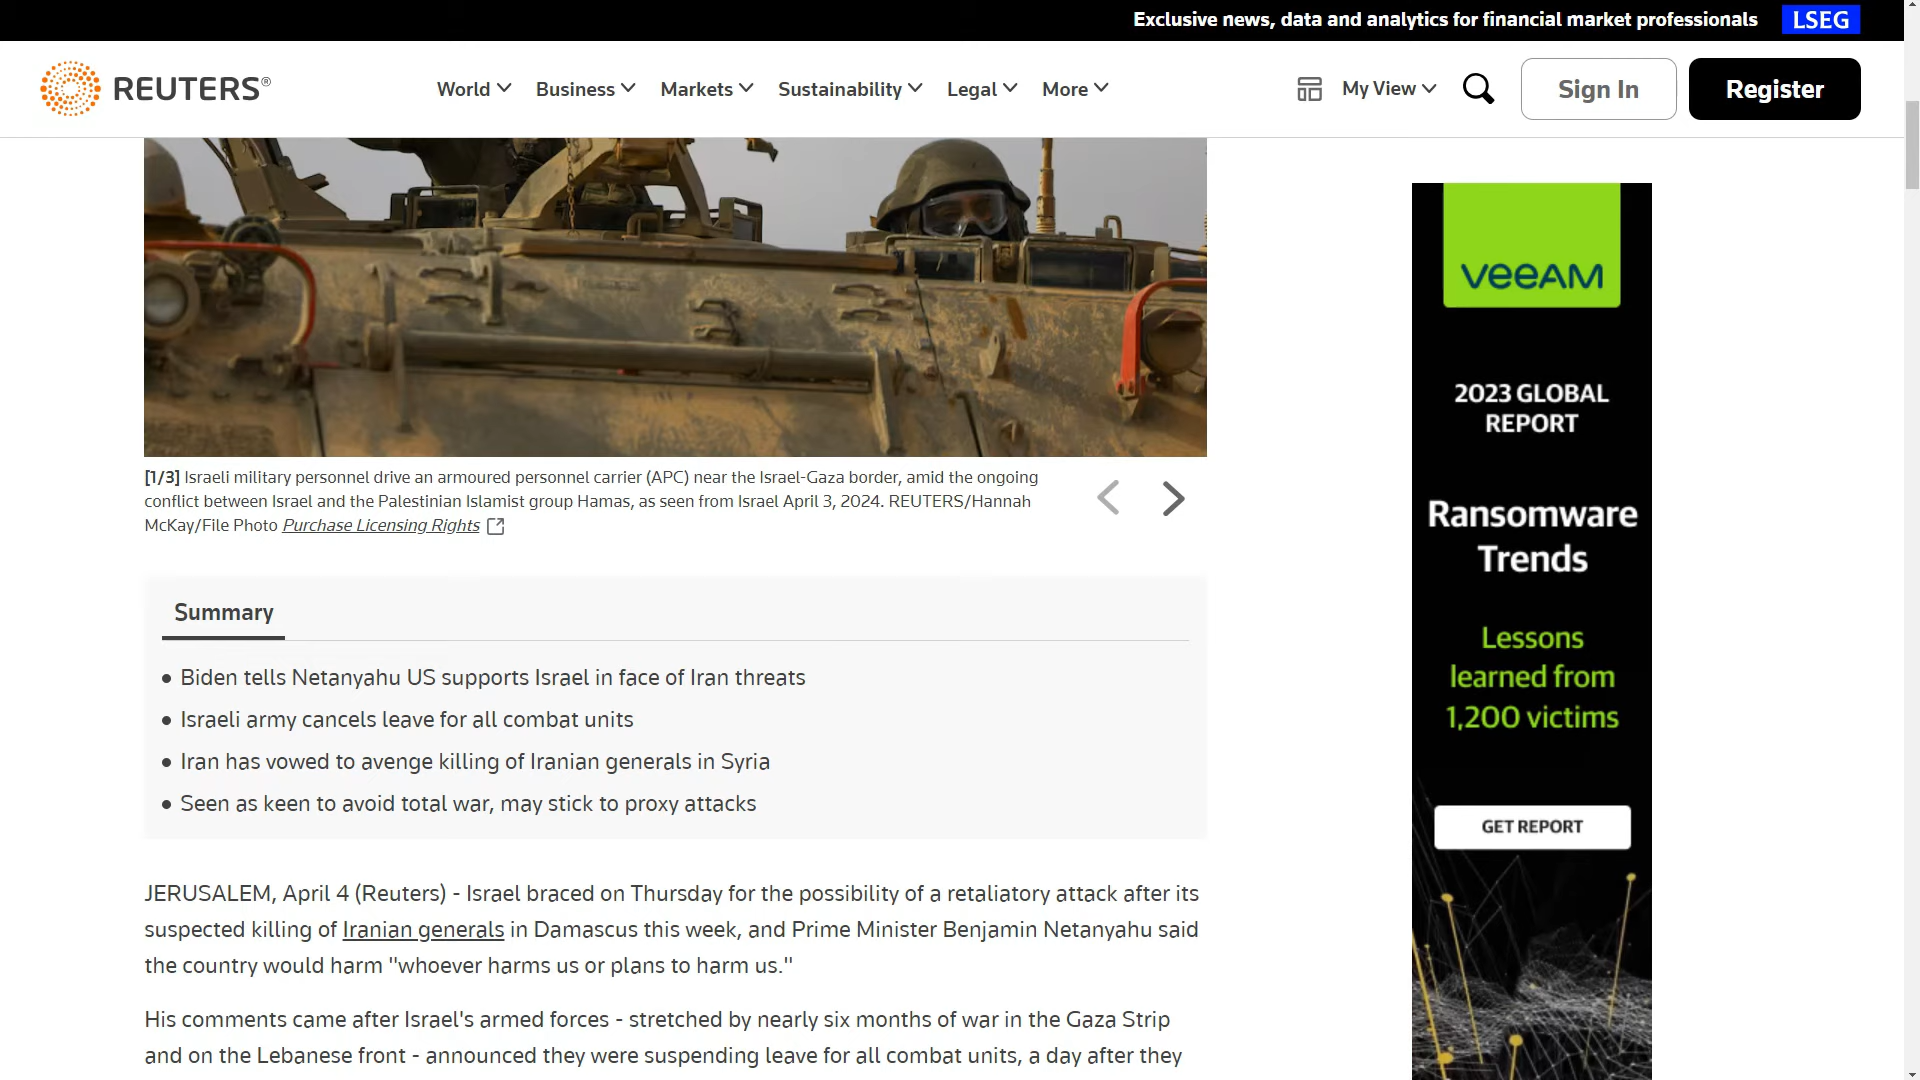 Exclusive news, data and analytics for financial market professionals LSEG
REUTERS®
World Business Markets Sustainability Legal More
My View Sign In Register
[1/3] Israeli military personnel drive an armoured personnel carrier (APC) near the Israel-Gaza border, amid the ongoing
conflict between Israel and the Palestinian Islamist group Hamas, as seen from Israel April 3, 2024. REUTERS/Hannah
McKay/File Photo Purchase Licensing Rights
Summary
Biden tells Netanyahu US supports Israel in face of Iran threats
Israeli army cancels leave for all combat units
Iran has vowed to avenge killing of Iranian generals in Syria
Seen as keen to avoid total war, may stick to proxy attacks
JERUSALEM, April 4 (Reuters) - Israel braced on Thursday for the possibility of a retaliatory attack after its
suspected killing of Iranian generals in Damascus this week, and Prime Minister Benjamin Netanyahu said
the country would harm "whoever harms us or plans to harm us."
His comments came after Israel's armed forces - stretched by nearly six months of war in the Gaza Strip
and on the Lebanese front - announced they were suspending leave for all combat units, a day after they
veeAM
2023 GLOBAL
REPORT
Ransomware
Trends
Lessons
learned from
1,200 victims
GET REPORT